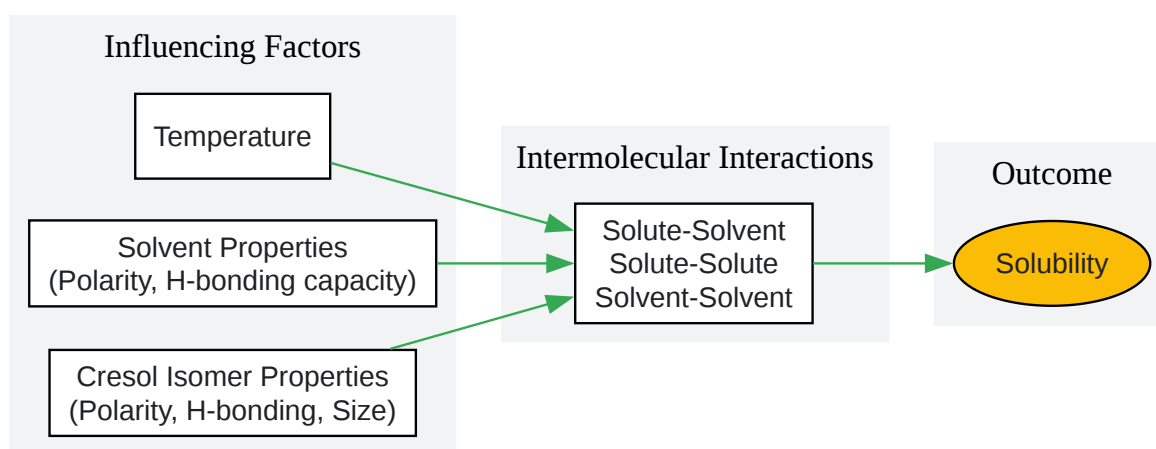 Influencing Factors
Temperature
Solvent Properties
(Polarity, H-bonding capacity)
Cresol Isomer Properties
(Polarity, H-bonding, Size)
Intermolecular Interactions
Solute-Solvent
Solute-Solute
Solvent-Solvent
Outcome
Solubility